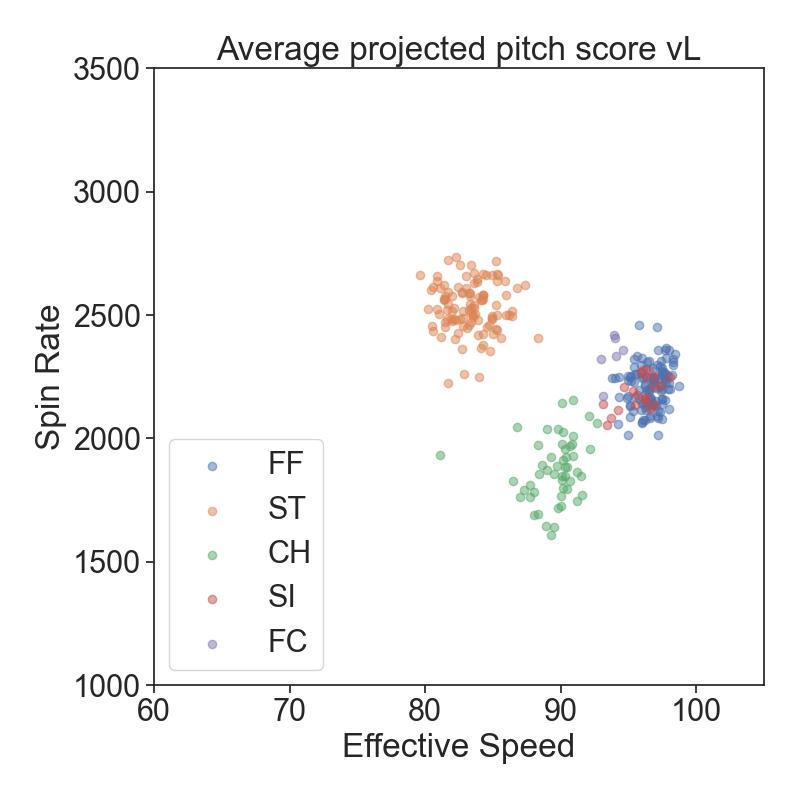 Average projected pitch score vL
3500
3000
2500
2000
1500
1000
Spin Rate
FF
ST
CH
SI
FC
60
70
80
90
100
Effective Speed